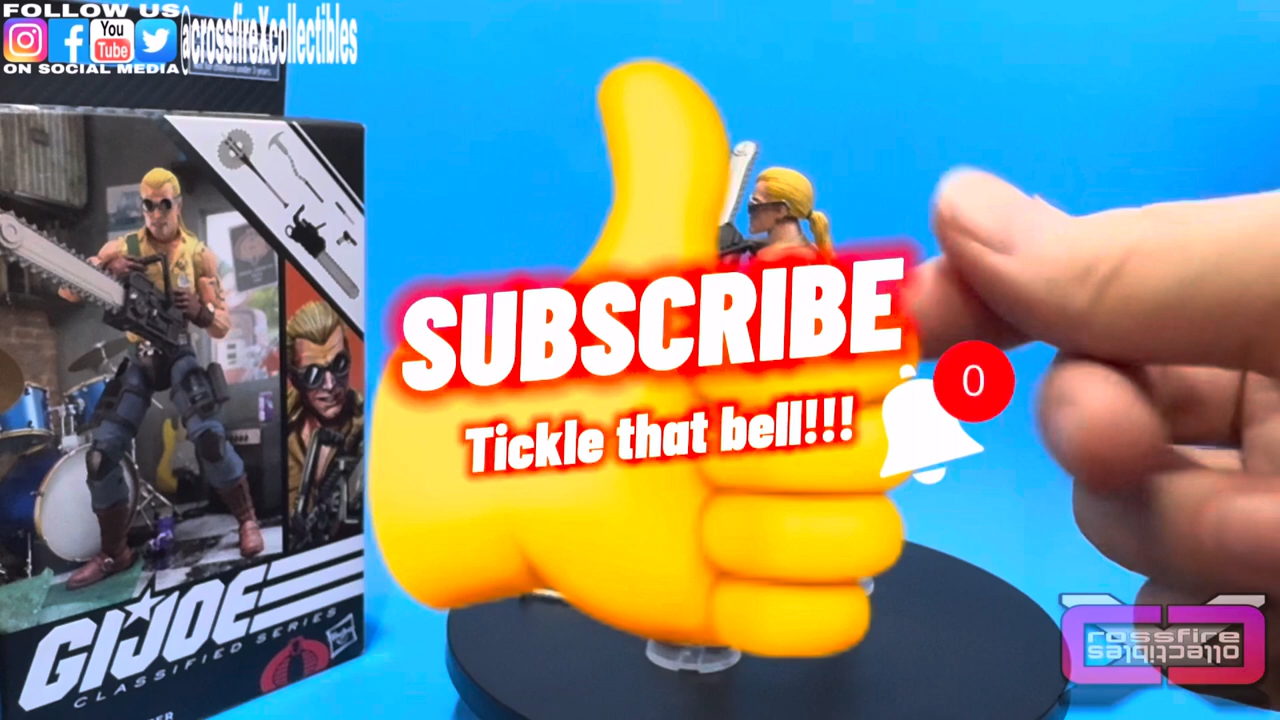 FOLLOW US
You
Tube
@crossfireXcollectibles
ON SOCIAL MEDIA
SUBSCRIBE
0
Tickle that bell!!!
GI JOE
CLASSIFIED SERIES
rossfire
ollectibles